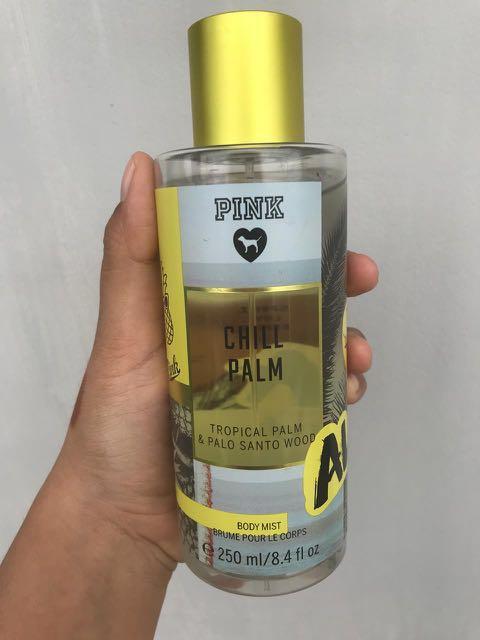 PINK
CHILL
PALM
TROPICAL PALM
& PALO SANTO WOOD
BODY MIST
BRUME POUR LE CORPS
℮ 250 ml/8.4 fl oz